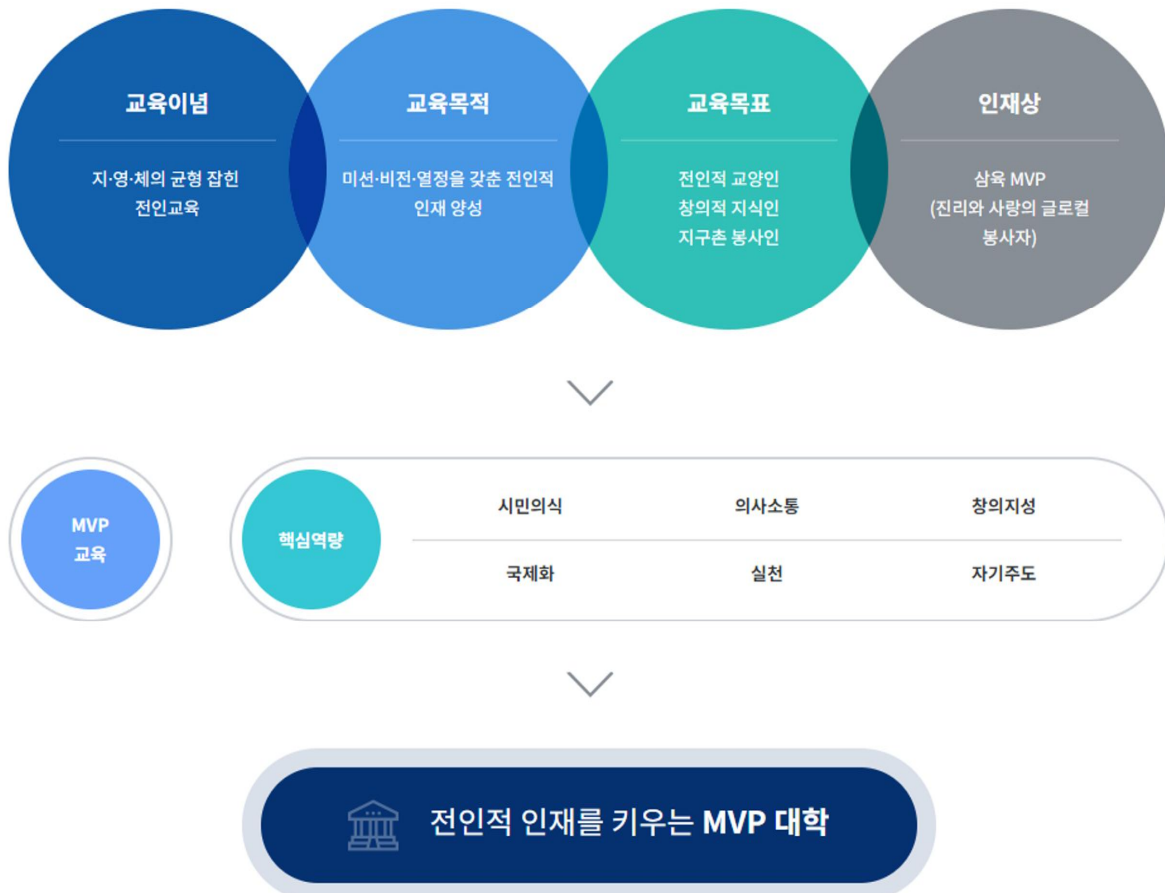 교육이념
지·영·체의 균형 잡힌
전인교육
교육목적
미션·비전·열정을 갖춘 전인적
인재 양성
교육목표
전인적 교양인
창의적 지식인
지구촌 봉사인
인재상
삼육 MVP
(진리와 사랑의 글로컬
봉사자)
MVP
교육
핵심역량
시민의식 의사소통 창의지성
국제화 실천 자기주도
전인적 인재를 키우는 MVP 대학